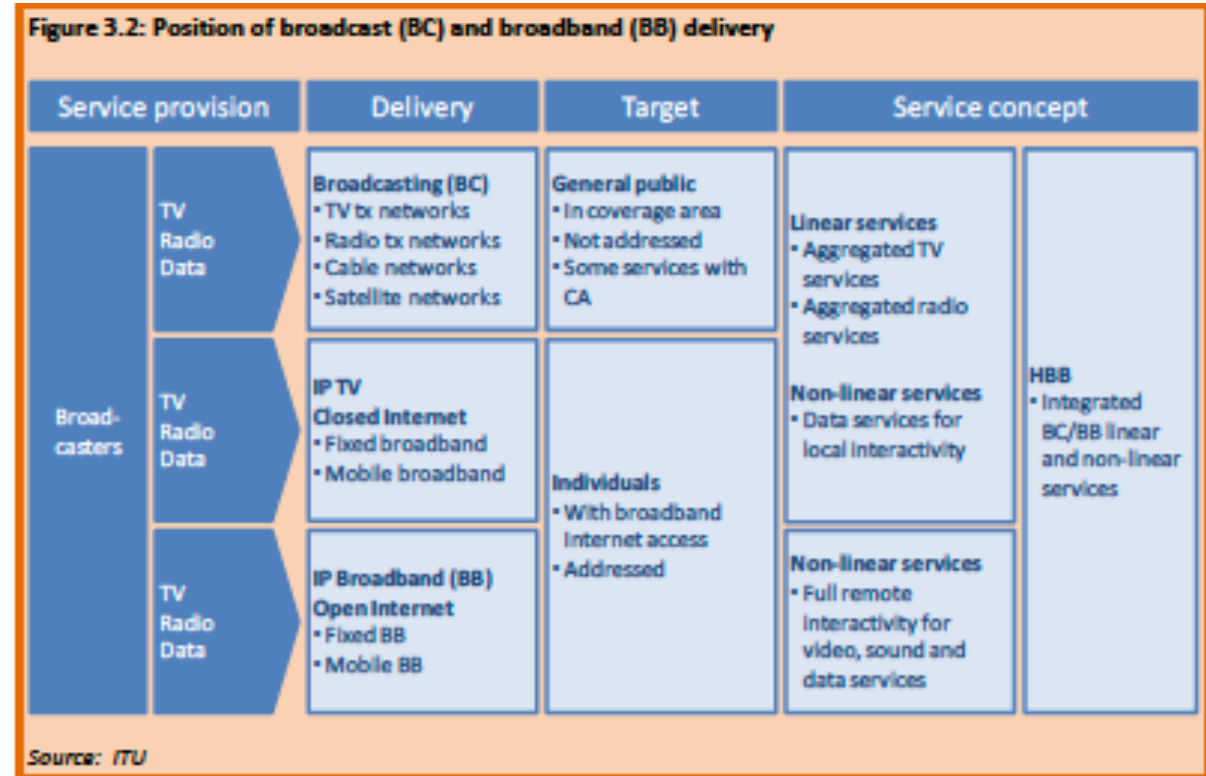 Figure 3.2: Position of broadcast (BC) and broadband (BB) delivery
Service provision
Delivery
Target
Service concept
Broad-
casters
TV
Radio
Data
Broadcasting (BC)
• TV tx networks
• Radio tx networks
• Cable networks
• Satellite networks
General public
• In coverage area
• Not addressed
• Some services with
CA
Linear services
• Aggregated TV
services
• Aggregated radio
services
Non-linear services
• Data services for
local interactivity
HBB
• Integrated
BC/BB linear
and non-linear
services
TV
Radio
Data
IP TV
Closed Internet
• Fixed broadband
• Mobile broadband
Individuals
• With broadband
Internet access
• Addressed
TV
Radio
Data
IP Broadband (BB)
Open Internet
• Fixed BB
• Mobile BB
Non-linear services
• Full remote
interactivity for
video, sound and
data services
Source: ITU